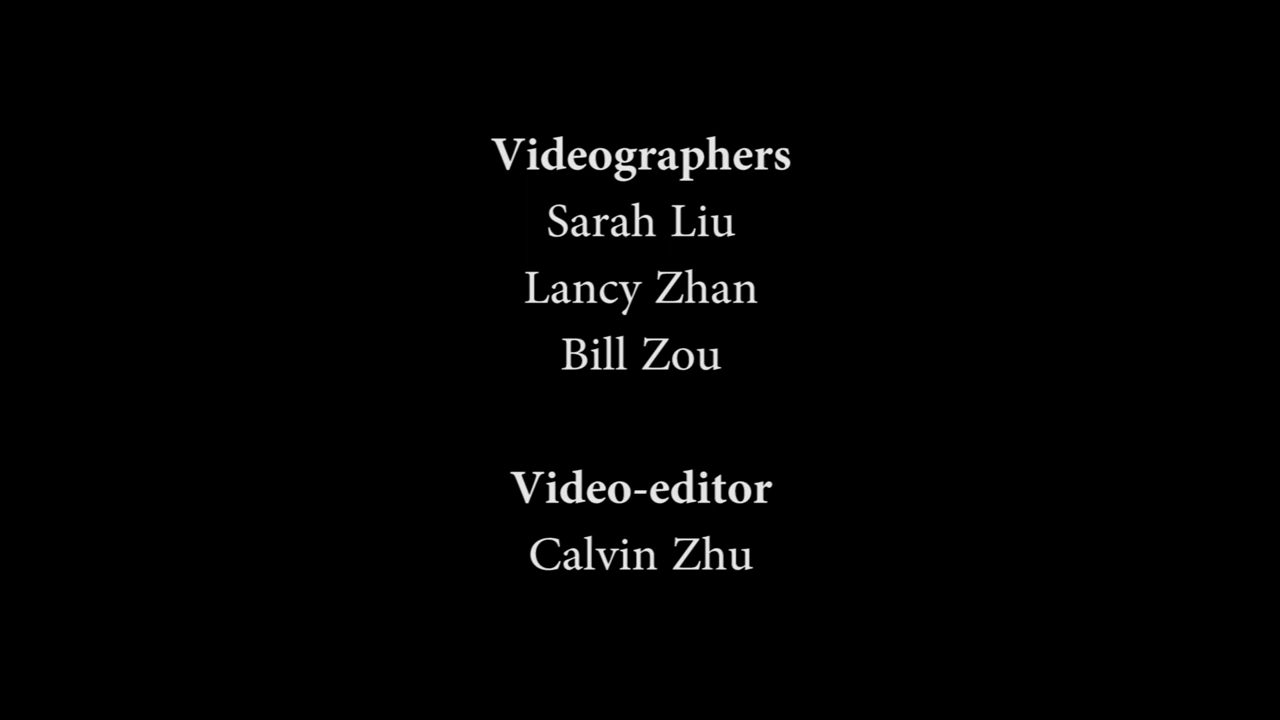 Videographers
Sarah Liu
Lancy Zhan
Bill Zou
Video-editor
Calvin Zhu